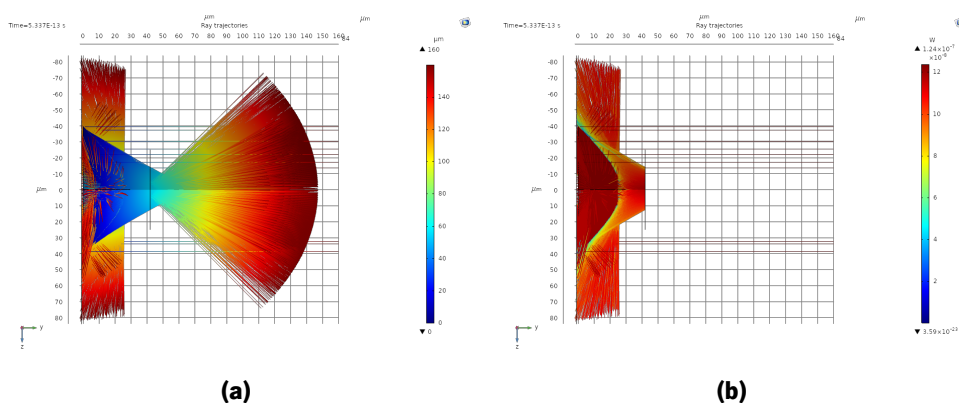 µm
Time=5.337E-13 s
Ray trajectories
µm
0 10 20 30 40 50 60 70 80 90 100 110 120 130 140 150 160
84
µm
▲ 160
-80
-70
-60
-50
-40
-30
-20
-10
µm 0
10
20
30
40
50
60
70
80
140
120
100
80
60
40
20
0
▼ 0
y
z
(a)
µm
Time=5.337E-13 s
Ray trajectories
µm
0 10 20 30 40 50 60 70 80 90 100 110 120 130 140 150 160
84
W
▲ 1.24×10⁻⁷
×10⁻⁸
-80
-70
-60
-50
-40
-30
-20
-10
µm 0
10
20
30
40
50
60
70
80
12
10
8
6
4
2
▼ 3.59×10⁻²³
y
z
(b)